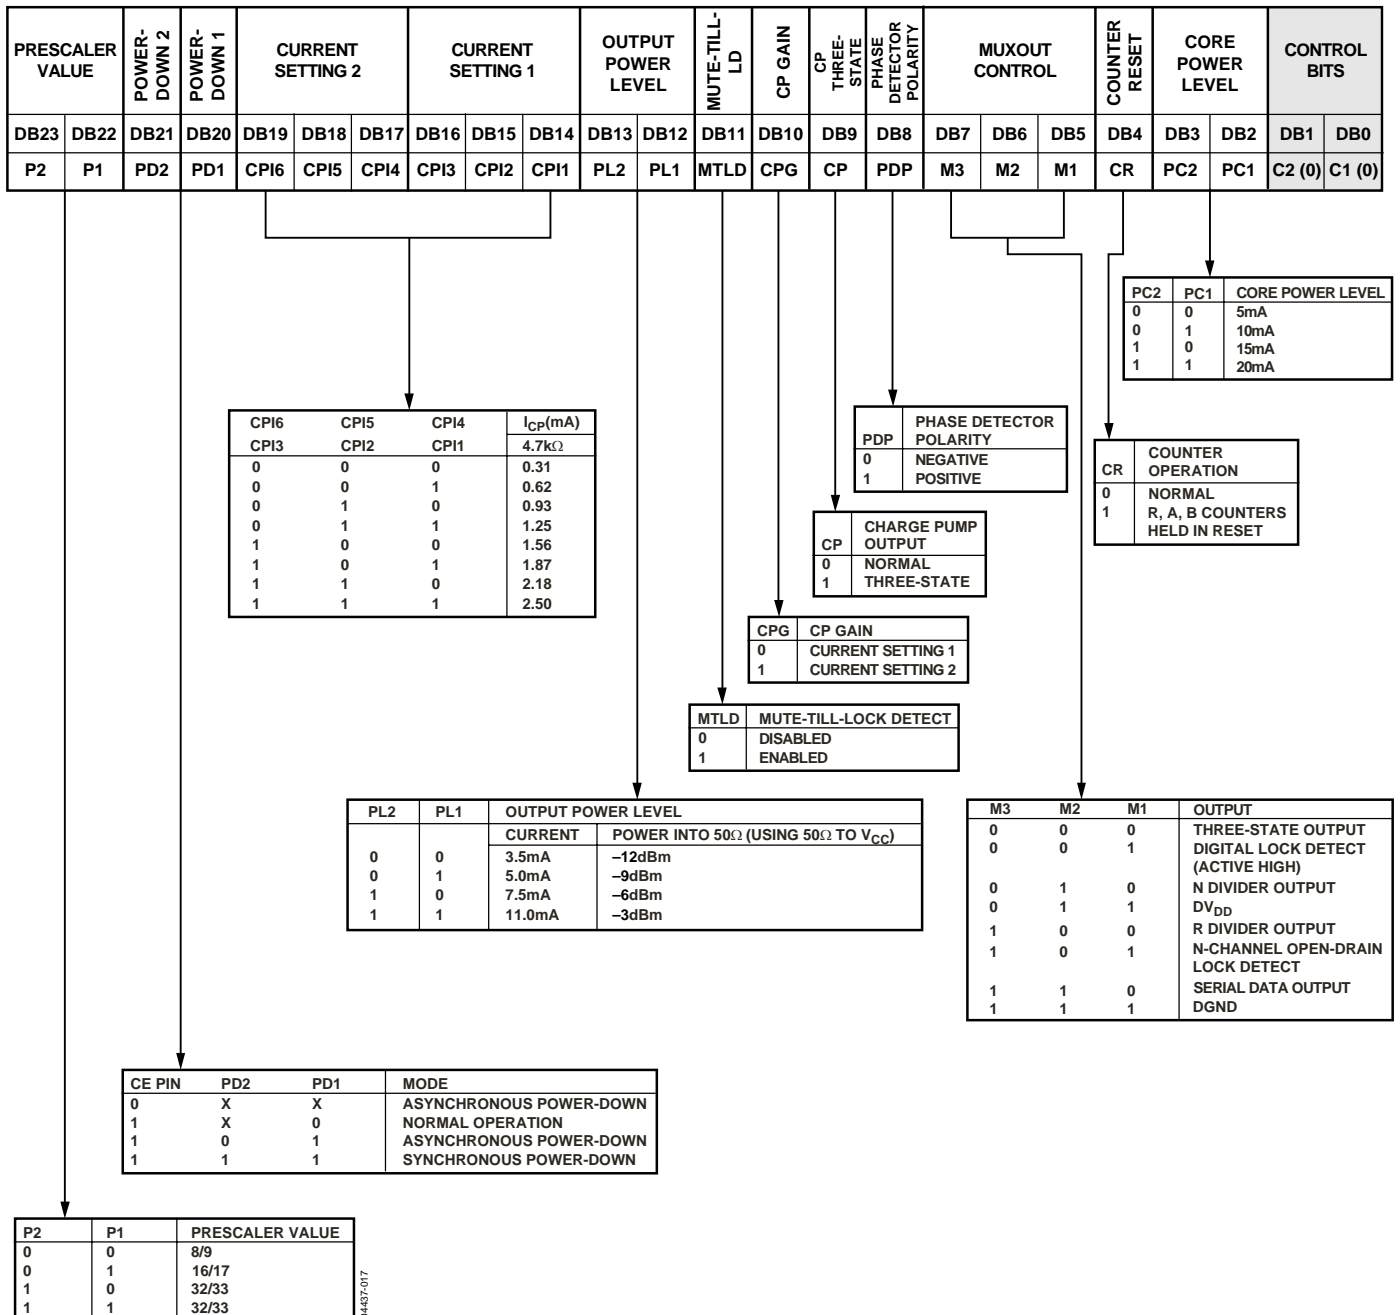 PRESCALER VALUE
POWER-DOWN 2
POWER-DOWN 1
CURRENT SETTING 2
CURRENT SETTING 1
OUTPUT POWER LEVEL
MUTE-TILL-LD
CP GAIN
CP THREE-STATE
PHASE DETECTOR POLARITY
MUXOUT CONTROL
COUNTER RESET
CORE POWER LEVEL
CONTROL BITS
DB23 DB22 DB21 DB20 DB19 DB18 DB17 DB16 DB15 DB14 DB13 DB12 DB11 DB10 DB9 DB8 DB7 DB6 DB5 DB4 DB3 DB2 DB1 DB0
P2 P1 PD2 PD1 CPI6 CPI5 CPI4 CPI3 CPI2 CPI1 PL2 PL1 MTLD CPG CP PDP M3 M2 M1 CR PC2 PC1 C2 (0) C1 (0)
PC2 PC1 CORE POWER LEVEL
0 0 5mA
0 1 10mA
1 0 15mA
1 1 20mA
CPI6 CPI5 CPI4 ICP(mA)
CPI3 CPI2 CPI1 4.7kΩ
0 0 0 0.31
0 0 1 0.62
0 1 0 0.93
0 1 1 1.25
1 0 0 1.56
1 0 1 1.87
1 1 0 2.18
1 1 1 2.50
PHASE DETECTOR
PDP POLARITY
0 NEGATIVE
1 POSITIVE
COUNTER
CR OPERATION
0 NORMAL
1 R, A, B COUNTERS
HELD IN RESET
CHARGE PUMP
CP OUTPUT
0 NORMAL
1 THREE-STATE
CPG CP GAIN
0 CURRENT SETTING 1
1 CURRENT SETTING 2
MTLD MUTE-TILL-LOCK DETECT
0 DISABLED
1 ENABLED
PL2 PL1 OUTPUT POWER LEVEL
CURRENT POWER INTO 50Ω (USING 50Ω TO VCC)
0 0 3.5mA –12dBm
0 1 5.0mA –9dBm
1 0 7.5mA –6dBm
1 1 11.0mA –3dBm
M3 M2 M1 OUTPUT
0 0 0 THREE-STATE OUTPUT
0 0 1 DIGITAL LOCK DETECT
(ACTIVE HIGH)
0 1 0 N DIVIDER OUTPUT
0 1 1 DVDD
1 0 0 R DIVIDER OUTPUT
1 0 1 N-CHANNEL OPEN-DRAIN
LOCK DETECT
1 1 0 SERIAL DATA OUTPUT
1 1 1 DGND
CE PIN PD2 PD1 MODE
0 X X ASYNCHRONOUS POWER-DOWN
1 X 0 NORMAL OPERATION
1 0 1 ASYNCHRONOUS POWER-DOWN
1 1 1 SYNCHRONOUS POWER-DOWN
P2 P1 PRESCALER VALUE
0 0 8/9
0 1 16/17
1 0 32/33
1 1 32/33